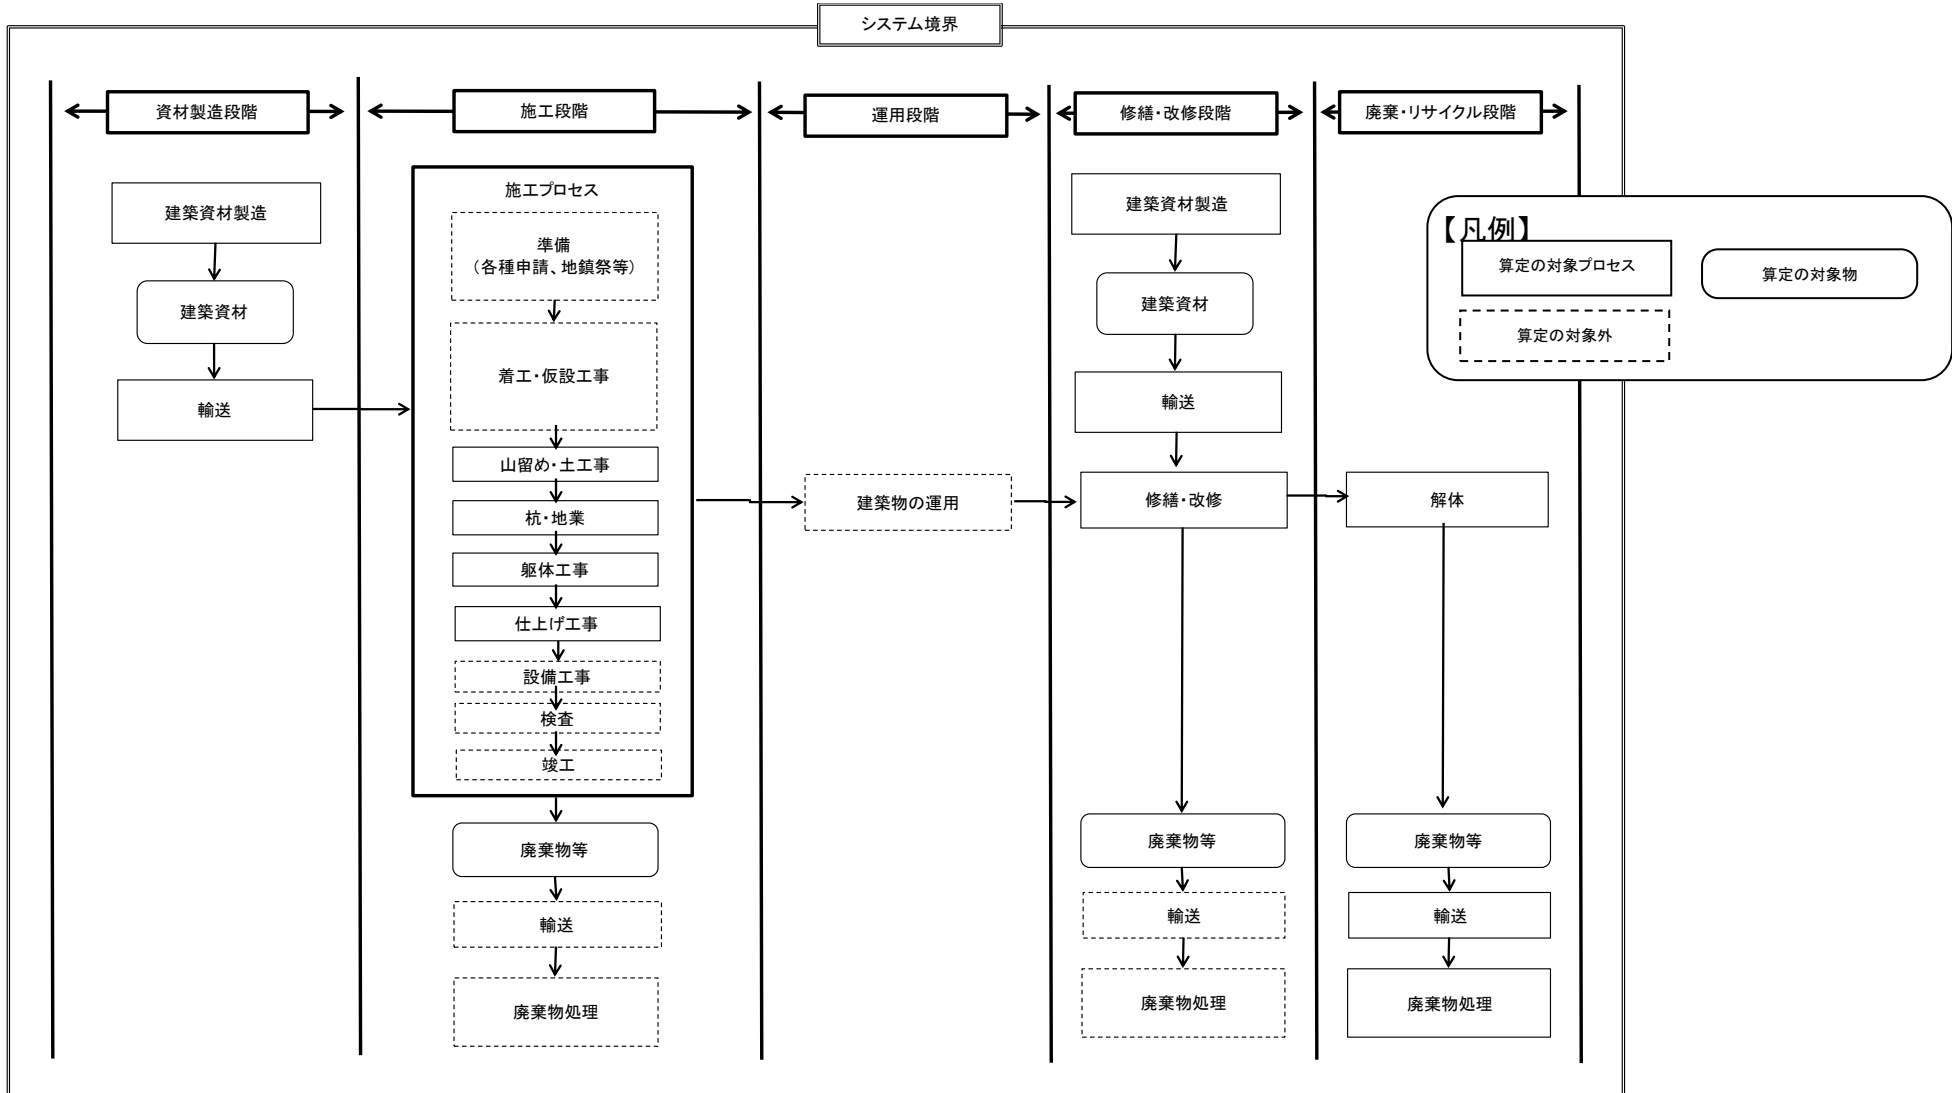 システム境界
資材製造段階
施工段階
運用段階
修繕・改修段階
廃棄・リサイクル段階
建築資材製造
建築資材
輸送
施工プロセス
準備
(各種申請、地鎮祭等)
着工・仮設工事
山留め・土工事
杭・地業
躯体工事
仕上げ工事
設備工事
検査
竣工
廃棄物等
輸送
廃棄物処理
建築物の運用
建築資材製造
建築資材
輸送
修繕・改修
廃棄物等
輸送
廃棄物処理
解体
廃棄物等
輸送
廃棄物処理
【凡例】
算定の対象プロセス
算定の対象物
算定の対象外